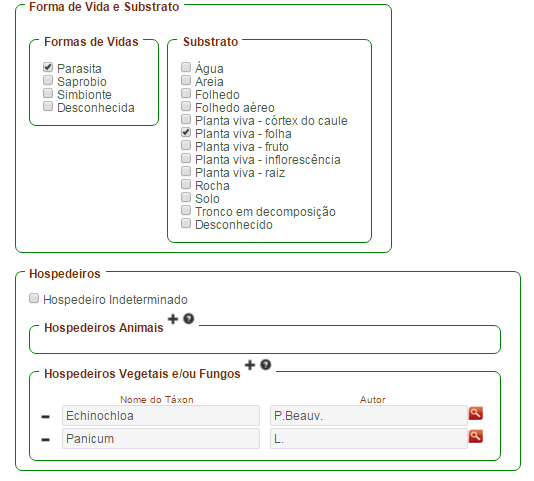 Forma de Vida e Substrato
Formas de Vidas
Parasita
Saprobio
Simbionte
Desconhecida
Substrato
Água
Areia
Folhedo
Folhedo aéreo
Planta viva - córtex do caule
Planta viva - folha
Planta viva - fruto
Planta viva - inflorescência
Planta viva - raiz
Rocha
Solo
Tronco em decomposição
Desconhecido
Hospedeiros
Hospedeiro Indeterminado
Hospedeiros Animais
Hospedeiros Vegetais e/ou Fungos
Nome do Táxon Autor
Echinochloa P.Beauv.
Panicum L.